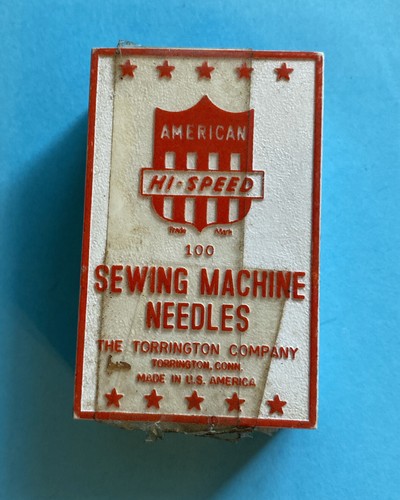 AMERICAN
HI-SPEED
Trade Mark
100
SEWING MACHINE
NEEDLES
THE TORRINGTON COMPANY
TORRINGTON, CONN.
MADE IN U.S. AMERICA